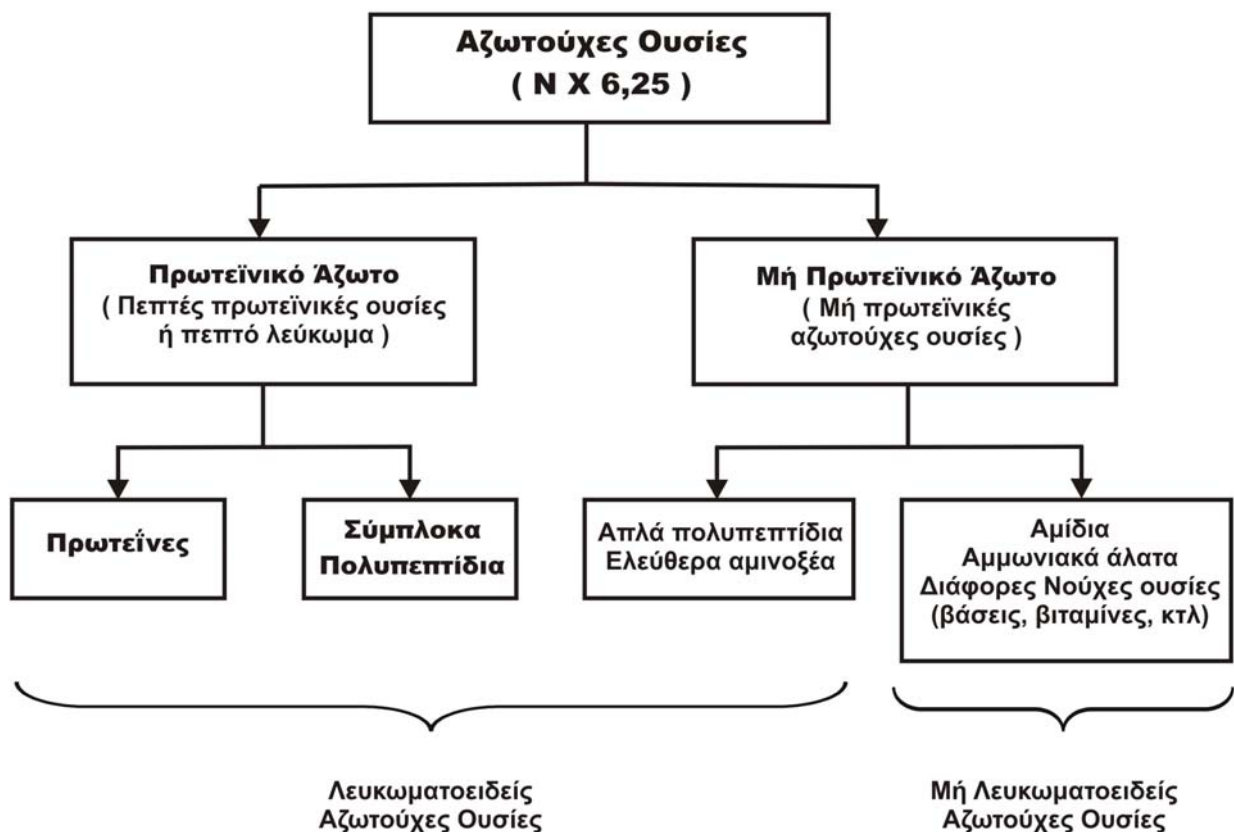 Αζωτούχες Ουσίες
( Ν Χ 6,25 )
Πρωτεϊνικό Άζωτο
( Πεπτές πρωτεϊνικές ουσίες
ή πεπτό λεύκωμα )
Μή Πρωτεϊνικό Άζωτο
( Μή πρωτεϊνικές
αζωτούχες ουσίες )
Πρωτεΐνες
Σύμπλοκα
Πολυπεπτίδια
Απλά πολυπεπτίδια
Ελεύθερα αμινοξέα
Αμίδια
Αμμωνιακά άλατα
Διάφορες Νούχες ουσίες
(βάσεις, βιταμίνες, κτλ)
Λευκωματοειδείς
Αζωτούχες Ουσίες
Μή Λευκωματοειδείς
Αζωτούχες Ουσίες